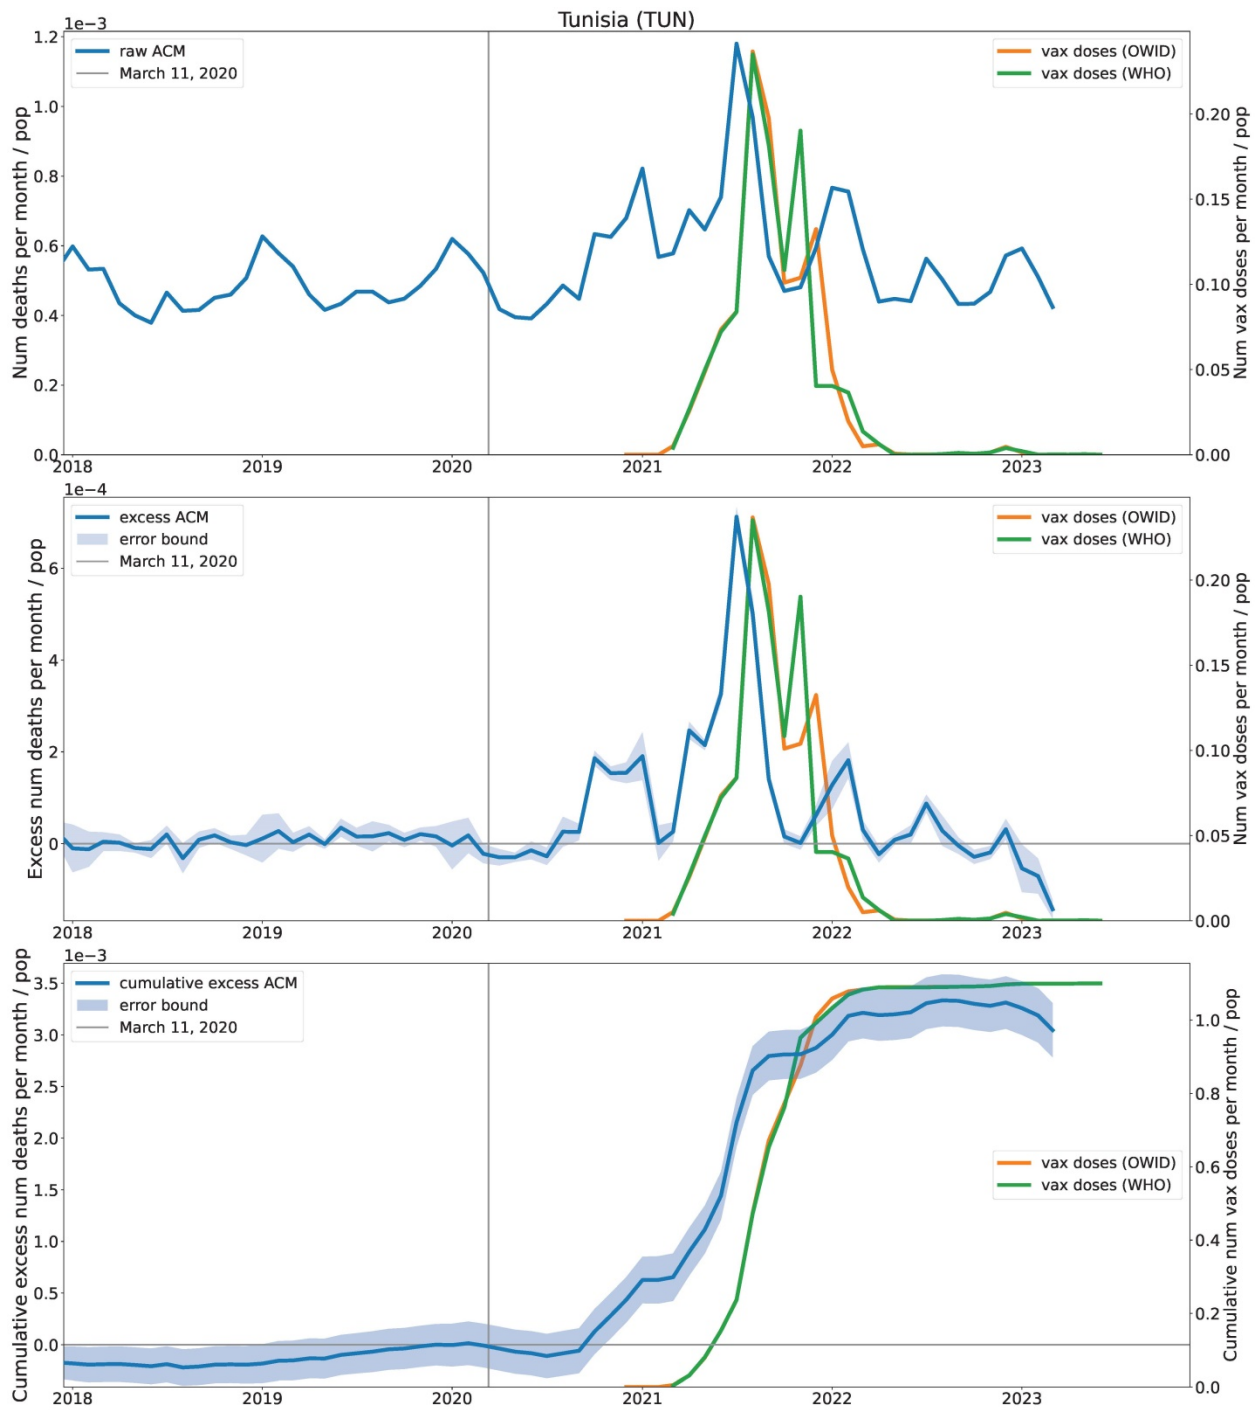 Tunisia (TUN)
1e−3
raw ACM
March 11, 2020
vax doses (OWID)
vax doses (WHO)
Num deaths per month / pop
1.2
1.0
0.8
0.6
0.4
0.2
0.0
Num vax doses per month / pop
0.20
0.15
0.10
0.05
0.00
2018 2019 2020 2021 2022 2023
1e−4
excess ACM
error bound
March 11, 2020
vax doses (OWID)
vax doses (WHO)
Excess num deaths per month / pop
6
4
2
0
Num vax doses per month / pop
0.20
0.15
0.10
0.05
0.00
2018 2019 2020 2021 2022 2023
1e−3
cumulative excess ACM
error bound
March 11, 2020
vax doses (OWID)
vax doses (WHO)
Cumulative excess num deaths per month / pop
3.5
3.0
2.5
2.0
1.5
1.0
0.5
0.0
Cumulative num vax doses per month / pop
1.0
0.8
0.6
0.4
0.2
0.0
2018 2019 2020 2021 2022 2023